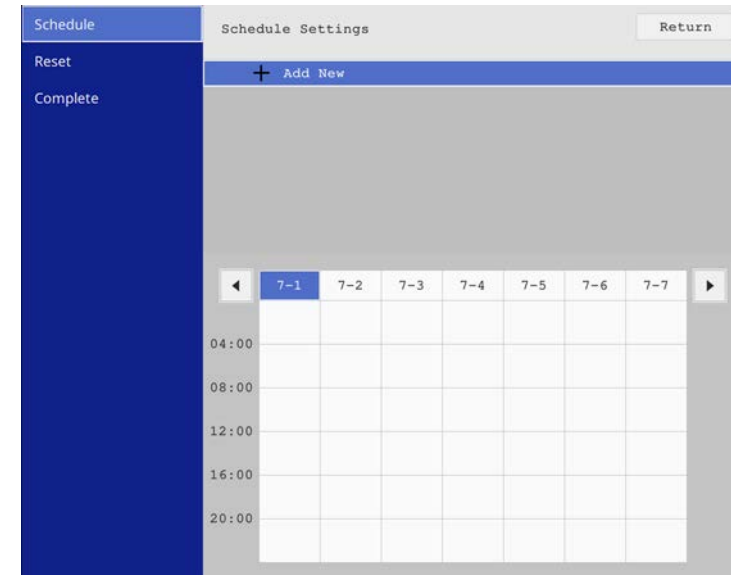 Schedule
Reset
Complete
Schedule Settings
Return
Add New
7-1 7-2 7-3 7-4 7-5 7-6 7-7
04:00
08:00
12:00
16:00
20:00